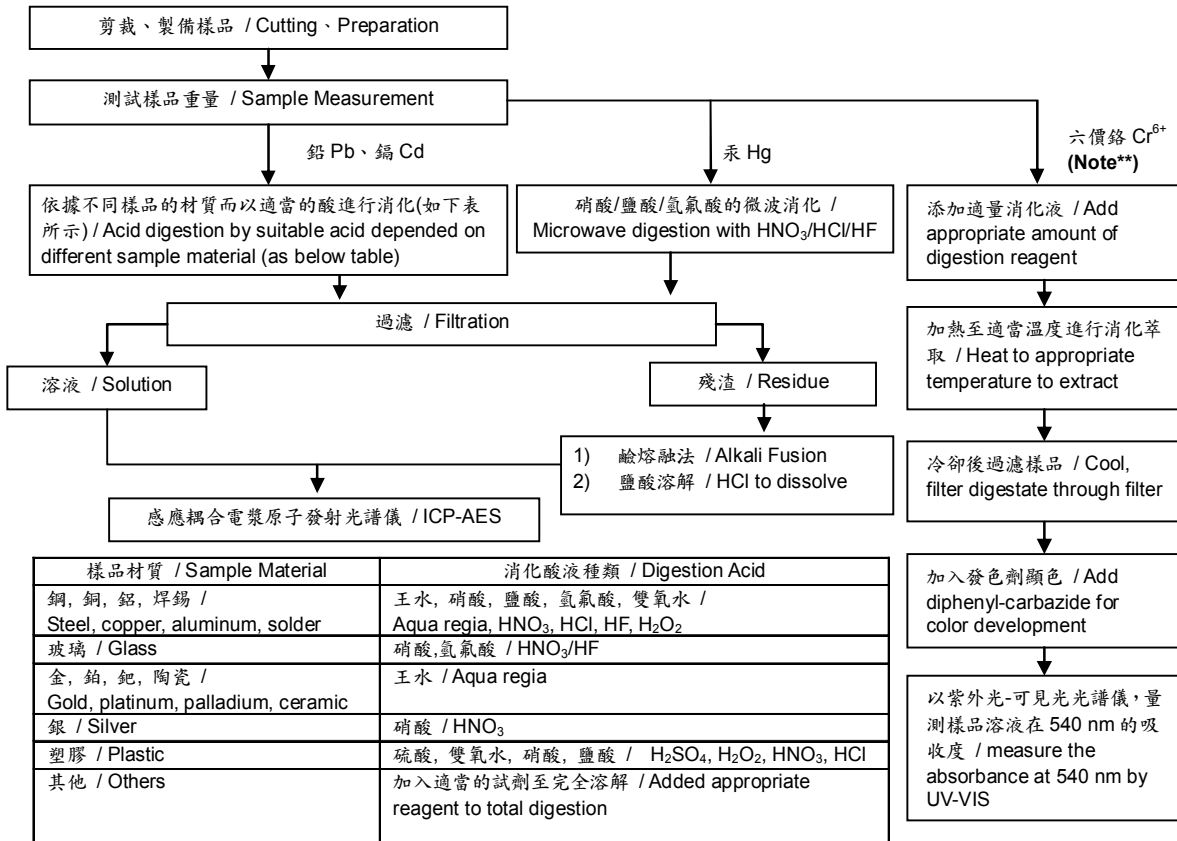 剪裁、製備樣品 / Cutting、Preparation
測試樣品重量 / Sample Measurement
鉛 Pb、鎘 Cd
汞 Hg
六價鉻 Cr⁶⁺
(Note**)
依據不同樣品的材質而以適當的酸進行消化(如下表
所示) / Acid digestion by suitable acid depended on
different sample material (as below table)
硝酸/鹽酸/氫氟酸的微波消化 /
Microwave digestion with HNO₃/HCl/HF
添加適量消化液 / Add
appropriate amount of
digestion reagent
過濾 / Filtration
加熱至適當溫度進行消化萃
取 / Heat to appropriate
temperature to extract
溶液 / Solution
殘渣 / Residue
1) 鹼熔融法 / Alkali Fusion
2) 鹽酸溶解 / HCl to dissolve
冷卻後過濾樣品 / Cool,
filter digestate through filter
感應耦合電漿原子發射光譜儀 / ICP-AES
加入發色劑顯色 / Add
diphenyl-carbazide for
color development
以紫外光-可見光光譜儀，量
測樣品溶液在 540 nm 的吸
收度 / measure the
absorbance at 540 nm by
UV-VIS
樣品材質 / Sample Material
消化酸液種類 / Digestion Acid
鋼, 銅, 鋁, 焊錫 /
Steel, copper, aluminum, solder
王水, 硝酸, 鹽酸, 氫氟酸, 雙氧水 /
Aqua regia, HNO₃, HCl, HF, H₂O₂
玻璃 / Glass
硝酸,氫氟酸 / HNO₃/HF
金, 鉑, 鈀, 陶瓷 /
Gold, platinum, palladium, ceramic
王水 / Aqua regia
銀 / Silver
硝酸 / HNO₃
塑膠 / Plastic
硫酸, 雙氧水, 硝酸, 鹽酸 / H₂SO₄, H₂O₂, HNO₃, HCl
其他 / Others
加入適當的試劑至完全溶解 / Added appropriate
reagent to total digestion